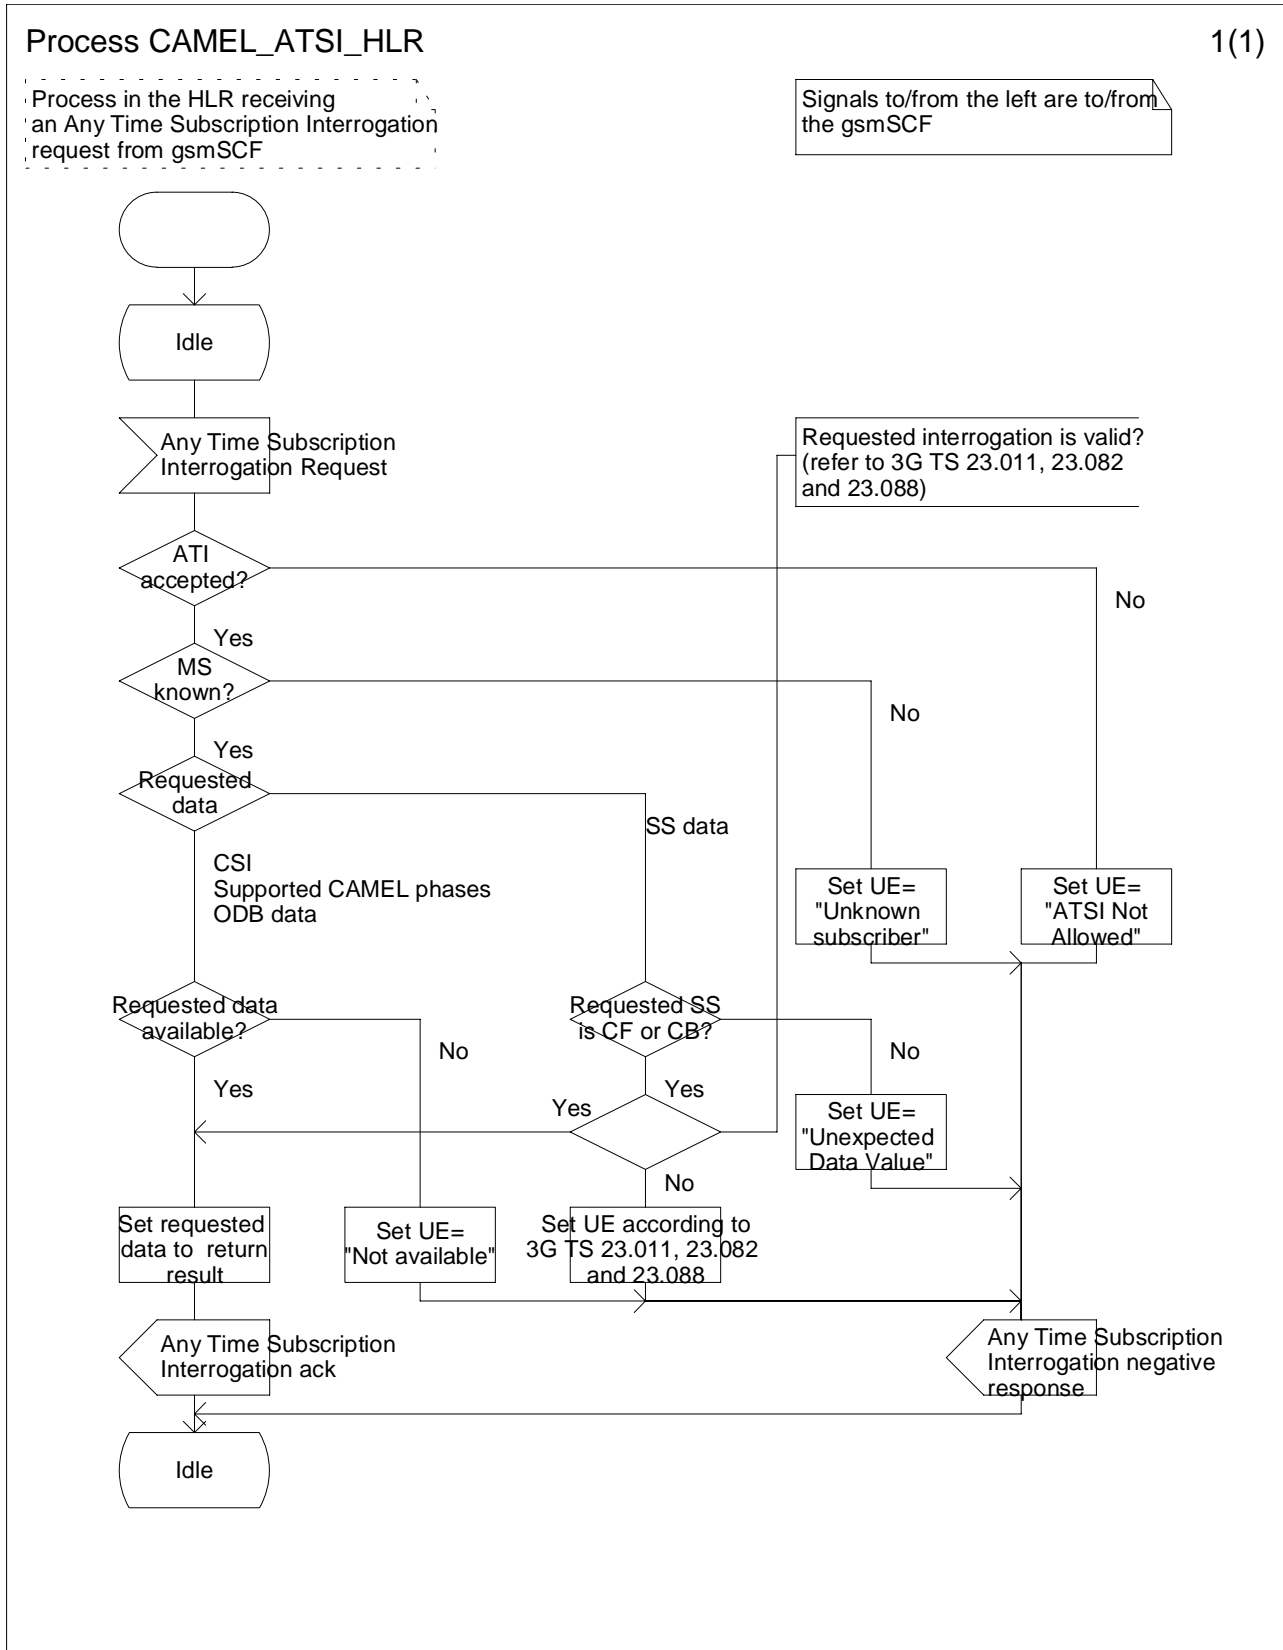 Process CAMEL_ATSI_HLR
1(1)
Process in the HLR receiving
an Any Time Subscription Interrogation
request from gsmSCF
Signals to/from the left are to/from
the gsmSCF
Idle
Any Time Subscription
Interrogation Request
Requested interrogation is valid?
(refer to 3G TS 23.011, 23.082
and 23.088)
ATI
accepted?
No
Yes
MS
known?
No
Yes
Requested
data
SS data
CSI
Supported CAMEL phases
ODB data
Set UE=
"Unknown
subscriber"
Set UE=
"ATSI Not
Allowed"
Requested data
available?
No
Yes
Requested SS
is CF or CB?
No
Yes
Yes
Set UE=
"Unexpected
Data Value"
No
Set requested
data to  return
result
Set UE=
"Not available"
Set UE according to
3G TS 23.011, 23.082
and 23.088
Any Time Subscription
Interrogation ack
Any Time Subscription
Interrogation negative
response
Idle